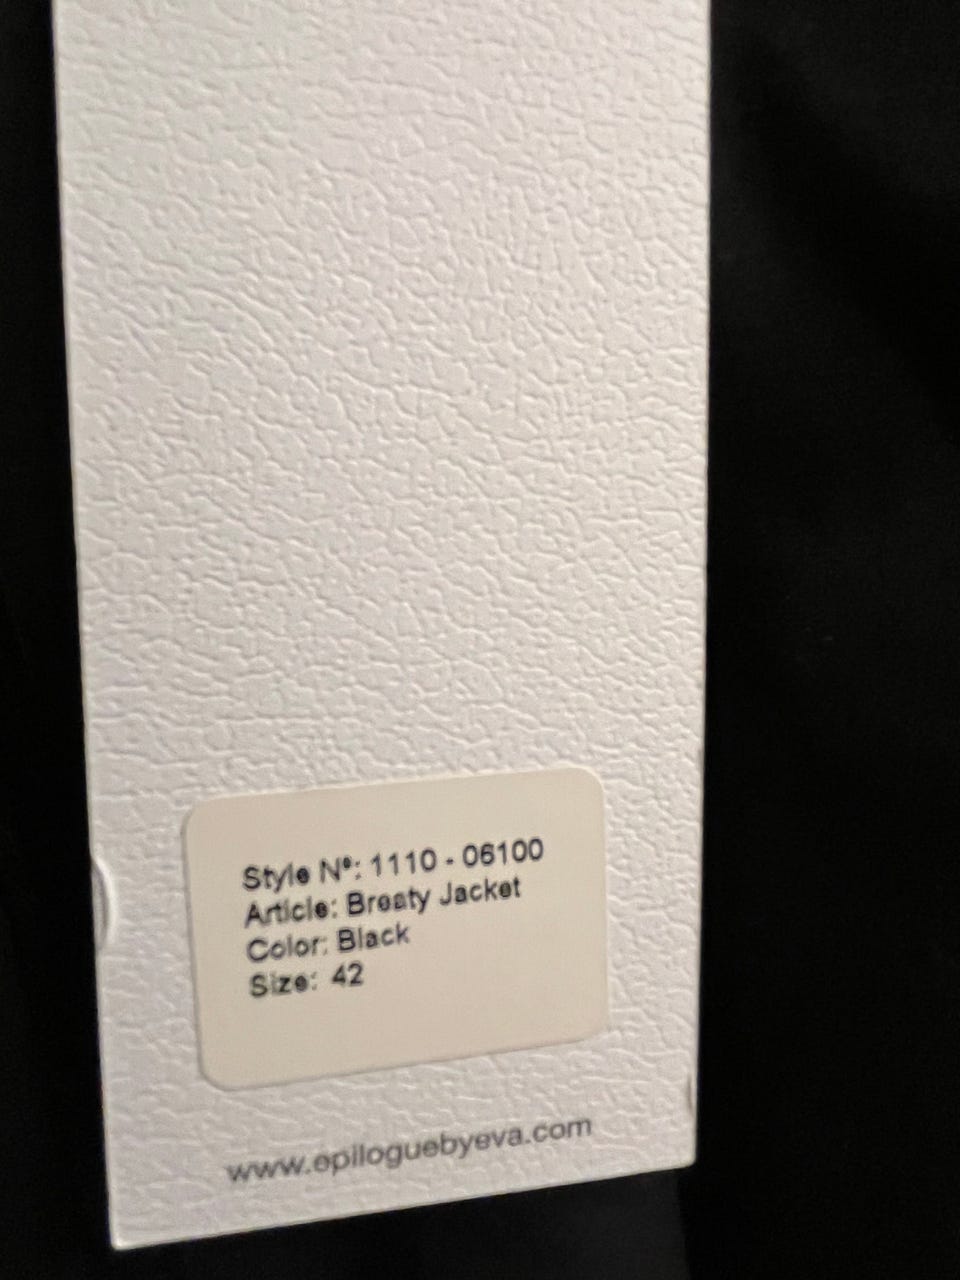 Style Nº: 1110 - 06100
Article: Breaty Jacket
Color: Black
Size: 42
www.epiloguebyeva.com